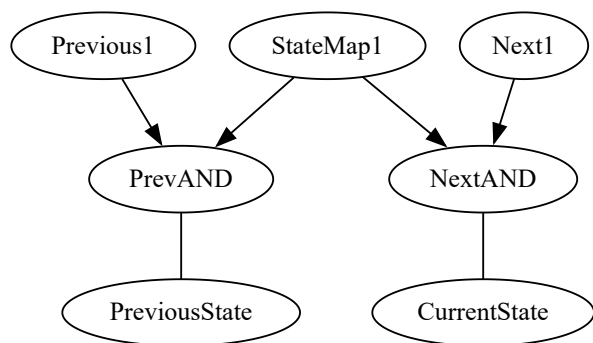 Previous1
StateMap1
Next1
PrevAND
NextAND
PreviousState
CurrentState